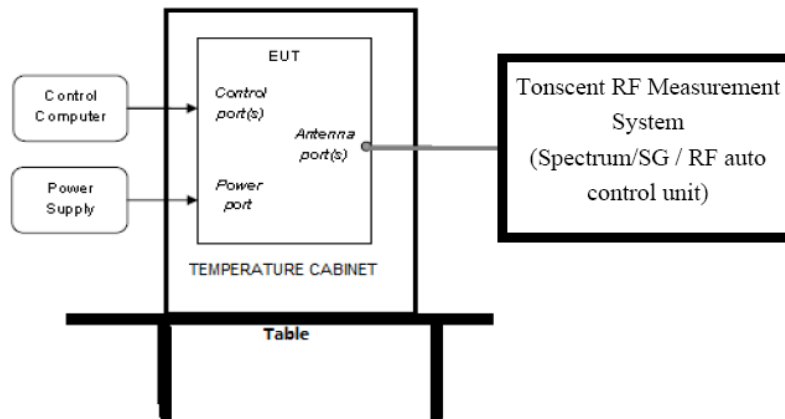 EUT
Control
Computer
Control
port(s)
Antenna
port(s)
Power
Supply
Power
port
TEMPERATURE CABINET
Table
Tonscent RF Measurement
System
(Spectrum/SG / RF auto
control unit)